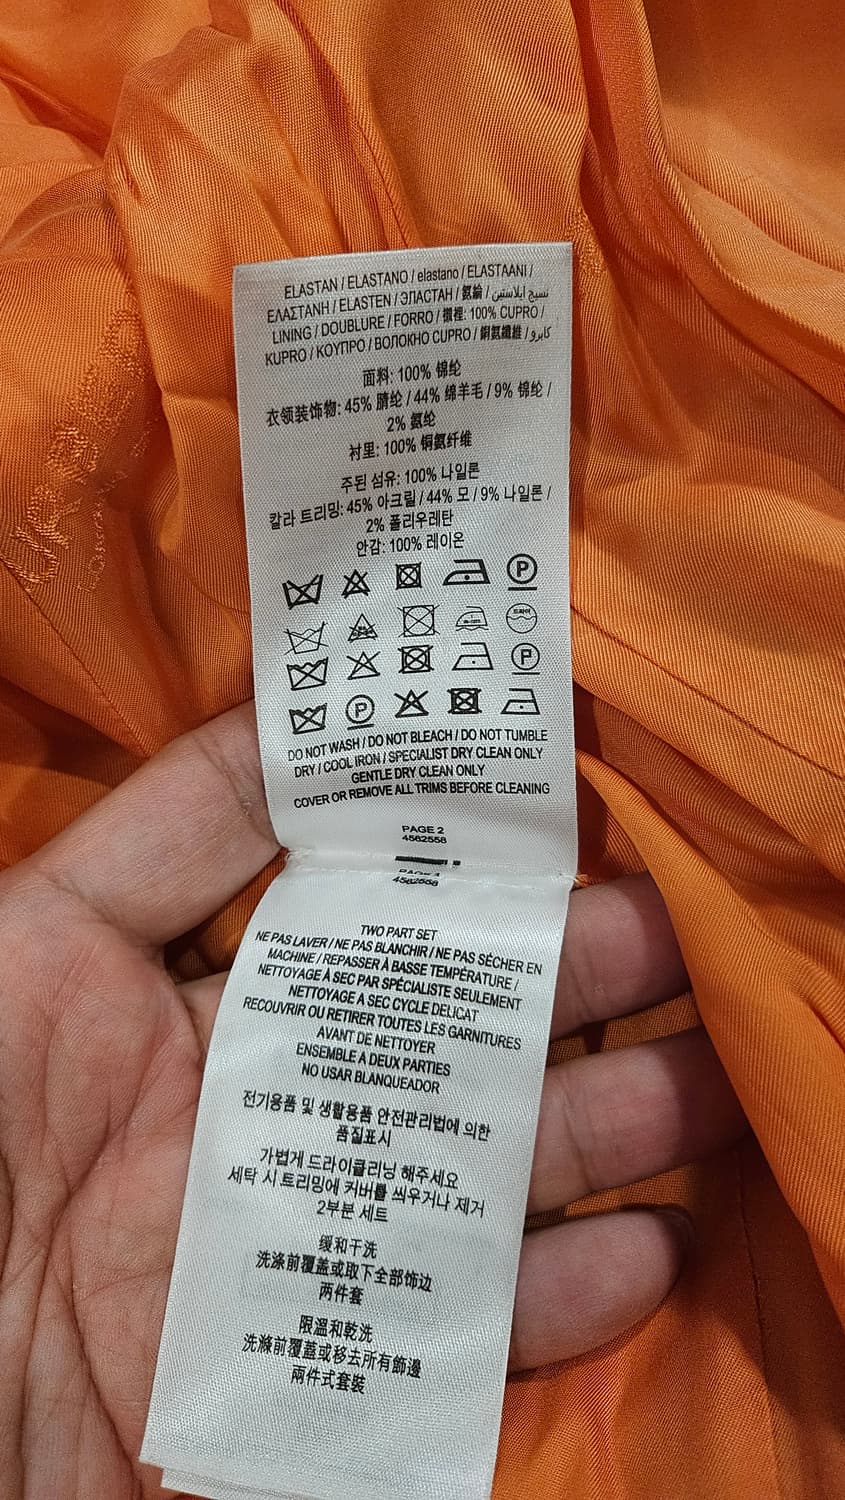 ELASTAN / ELASTANO / elastano / ELASTAANI /
ΕΛΑΣΤΑΝΗ / ELASTEN / ЭЛАСТАН / 氨綸 / نسيج ايلاستين
LINING / DOUBLURE / FORRO / 襯裡: 100% CUPRO /
KUPRO / ΚΟΥΠΡΟ / ВОЛОКНО CUPRO / 銅氨纖維 / كابرو
面料: 100% 锦纶
衣领装饰物: 45% 腈纶 / 44% 绵羊毛 / 9% 锦纶 /
2% 氨纶
衬里: 100% 铜氨纤维
주된 섬유: 100% 나일론
칼라 트리밍: 45% 아크릴 / 44% 모 / 9% 나일론 /
2% 폴리우레탄
안감: 100% 레이온
P
드라이
P
P
DO NOT WASH / DO NOT BLEACH / DO NOT TUMBLE
DRY / COOL IRON / SPECIALIST DRY CLEAN ONLY
GENTLE DRY CLEAN ONLY
COVER OR REMOVE ALL TRIMS BEFORE CLEANING
PAGE 2
4562558
4562558
TWO PART SET
NE PAS LAVER / NE PAS BLANCHIR / NE PAS SÉCHER EN
MACHINE / REPASSER À BASSE TEMPÉRATURE /
NETTOYAGE À SEC PAR SPÉCIALISTE SEULEMENT
NETTOYAGE A SEC CYCLE DELICAT
RECOUVRIR OU RETIRER TOUTES LES GARNITURES
AVANT DE NETTOYER
ENSEMBLE A DEUX PARTIES
NO USAR BLANQUEADOR
전기용품 및 생활용품 안전관리법에 의한
품질표시
가볍게 드라이클리닝 해주세요
세탁 시 트리밍에 커버를 씌우거나 제거
2부분 세트
缓和干洗
洗涤前覆盖或取下全部饰边
两件套
限溫和乾洗
洗滌前覆蓋或移去所有飾邊
兩件式套裝